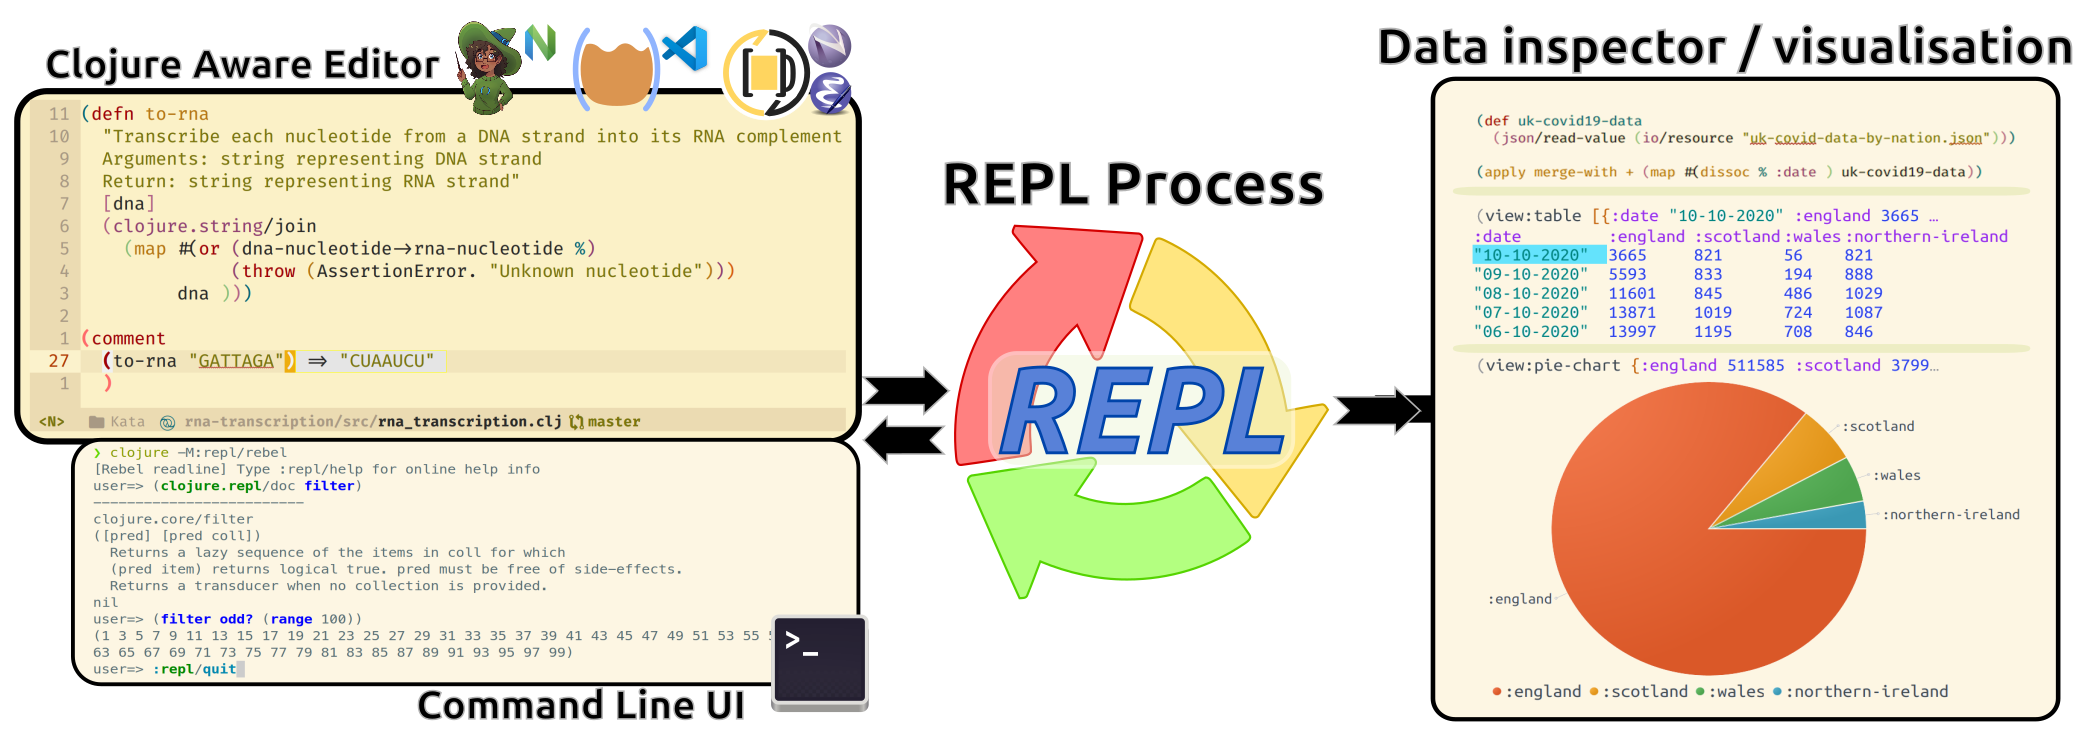 Clojure Aware Editor
11 (defn to-rna
10 "Transcribe each nucleotide from a DNA strand into its RNA complement
9 Arguments: string representing DNA strand
8 Return: string representing RNA strand"
7 [dna]
6 (clojure.string/join
5 (map #(or (dna-nucleotide→rna-nucleotide %)
4 (throw (AssertionError. "Unknown nucleotide")))
3 dna )))
2
1 (comment
27 (to-rna "GATTAGA") ⇒ "CUAAUCU"
1 )
<N> Kata rna-transcription/src/rna_transcription.clj master
❯ clojure -M:repl/rebel
[Rebel readline] Type :repl/help for online help info
user=> (clojure.repl/doc filter)
-------------------------
clojure.core/filter
([pred] [pred coll])
Returns a lazy sequence of the items in coll for which
(pred item) returns logical true. pred must be free of side-effects.
Returns a transducer when no collection is provided.
nil
user=> (filter odd? (range 100))
(1 3 5 7 9 11 13 15 17 19 21 23 25 27 29 31 33 35 37 39 41 43 45 47 49 51 53 55
63 65 67 69 71 73 75 77 79 81 83 85 87 89 91 93 95 97 99)
user=> :repl/quit
>_
Command Line UI
REPL Process
REPL
Data inspector / visualisation
(def uk-covid19-data
(json/read-value (io/resource "uk-covid-data-by-nation.json")))
(apply merge-with + (map #(dissoc % :date ) uk-covid19-data))
(view:table [{:date "10-10-2020" :england 3665 …
:date :england :scotland :wales :northern-ireland
"10-10-2020" 3665 821 56 821
"09-10-2020" 5593 833 194 888
"08-10-2020" 11601 845 486 1029
"07-10-2020" 13871 1019 724 1087
"06-10-2020" 13997 1195 708 846
(view:pie-chart {:england 511585 :scotland 3799…
:scotland
:wales
:northern-ireland
:england
:england :scotland :wales :northern-ireland